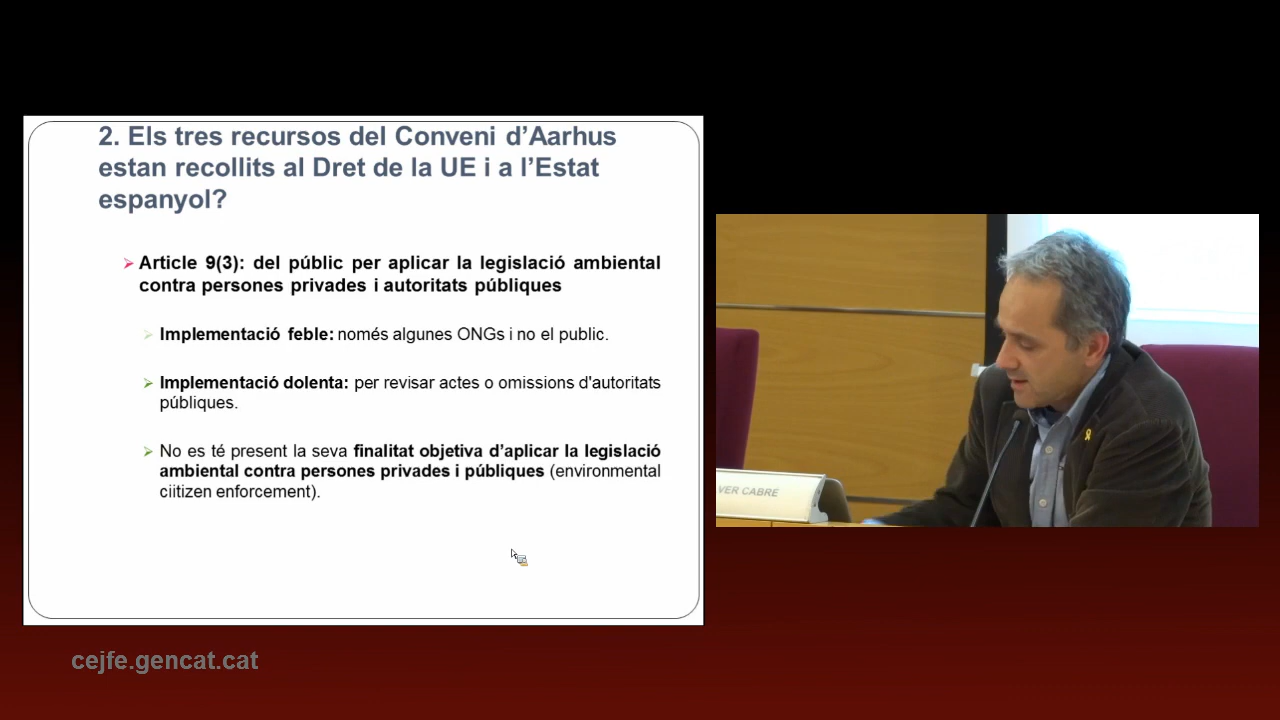 2. Els tres recursos del Conveni d'Aarhus
estan recollits al Dret de la UE i a l'Estat
espanyol?
Article 9(3): del públic per aplicar la legislació ambiental
contra persones privades i autoritats públiques
Implementació feble: només algunes ONGs i no el public.
Implementació dolenta: per revisar actes o omissions d'autoritats
públiques.
No es té present la seva finalitat objetiva d'aplicar la legislació
ambiental contra persones privades i públiques (environmental
ciitizen enforcement).
VER CABRE
cejfe.gencat.cat